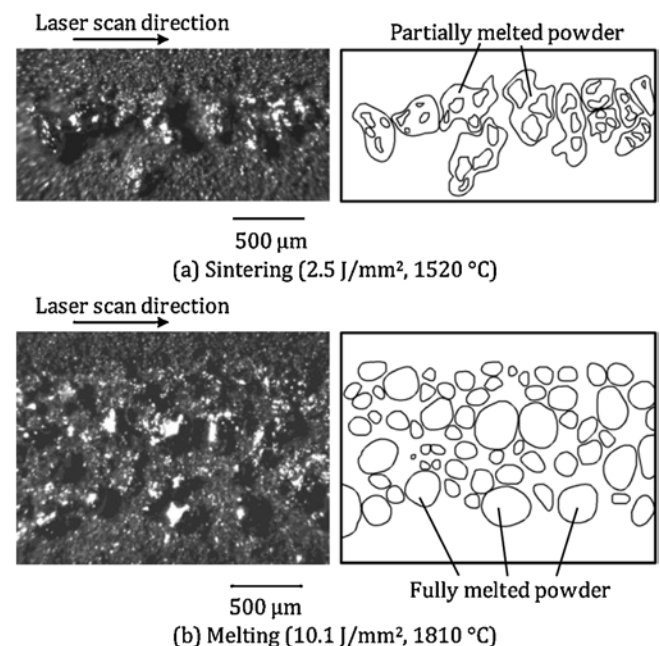 Laser scan direction
Partially melted powder
500 µm
(a) Sintering (2.5 J/mm², 1520 °C)
Laser scan direction
500 µm
Fully melted powder
(b) Melting (10.1 J/mm², 1810 °C)